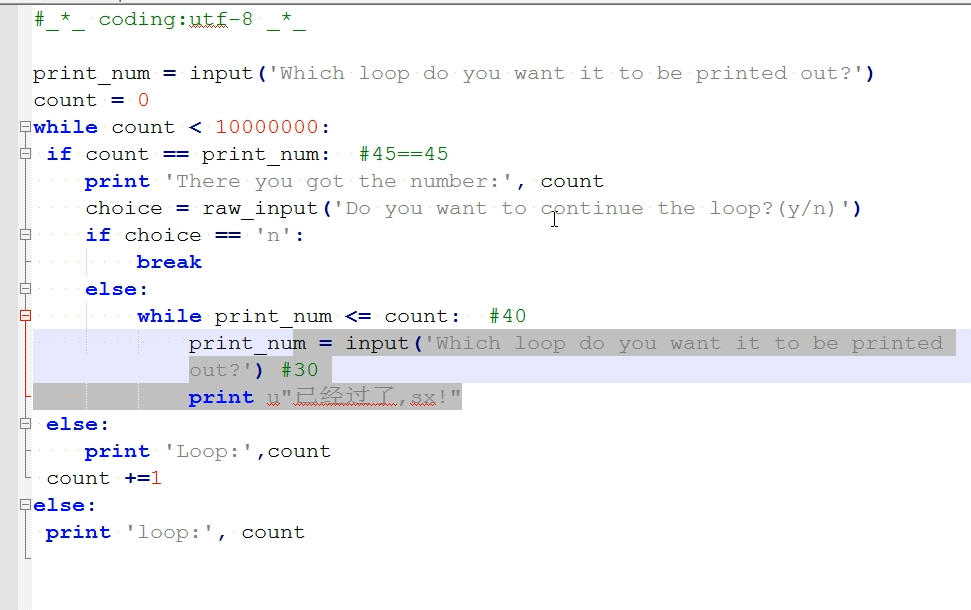 #_*_ coding:utf-8 _*_
print_num = input('Which loop do you want it to be printed out?')
count = 0
while count < 10000000:
if count == print_num: #45==45
print 'There you got the number:', count
choice = raw_input('Do you want to continue the loop?(y/n)')
if choice == 'n':
break
else:
while print_num <= count: #40
print_num = input('Which loop do you want it to be printed
out?') #30
print u"已经过了,sx!"
else:
print 'Loop:',count
count +=1
else:
print 'loop:', count